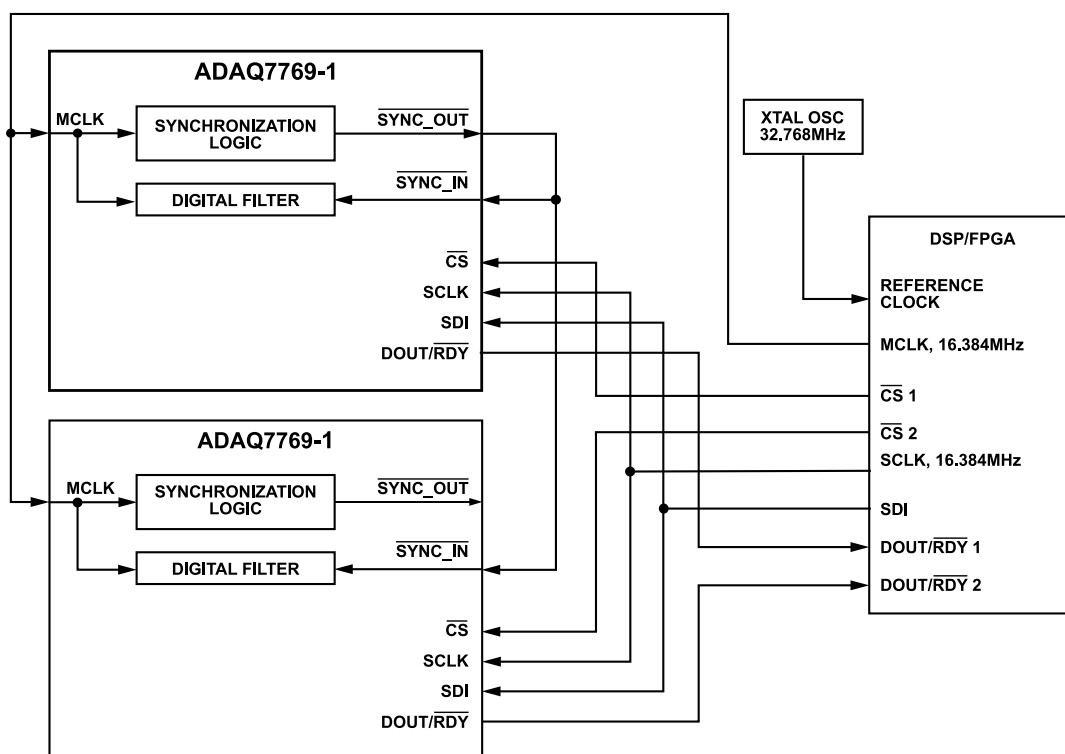 ADAQ7769-1
MCLK
SYNCHRONIZATION
LOGIC
SYNC_OUT
DIGITAL FILTER
SYNC_IN
CS
SCLK
SDI
DOUT/RDY
ADAQ7769-1
MCLK
SYNCHRONIZATION
LOGIC
SYNC_OUT
DIGITAL FILTER
SYNC_IN
CS
SCLK
SDI
DOUT/RDY
XTAL OSC
32.768MHz
DSP/FPGA
REFERENCE
CLOCK
MCLK, 16.384MHz
CS 1
CS 2
SCLK, 16.384MHz
SDI
DOUT/RDY 1
DOUT/RDY 2